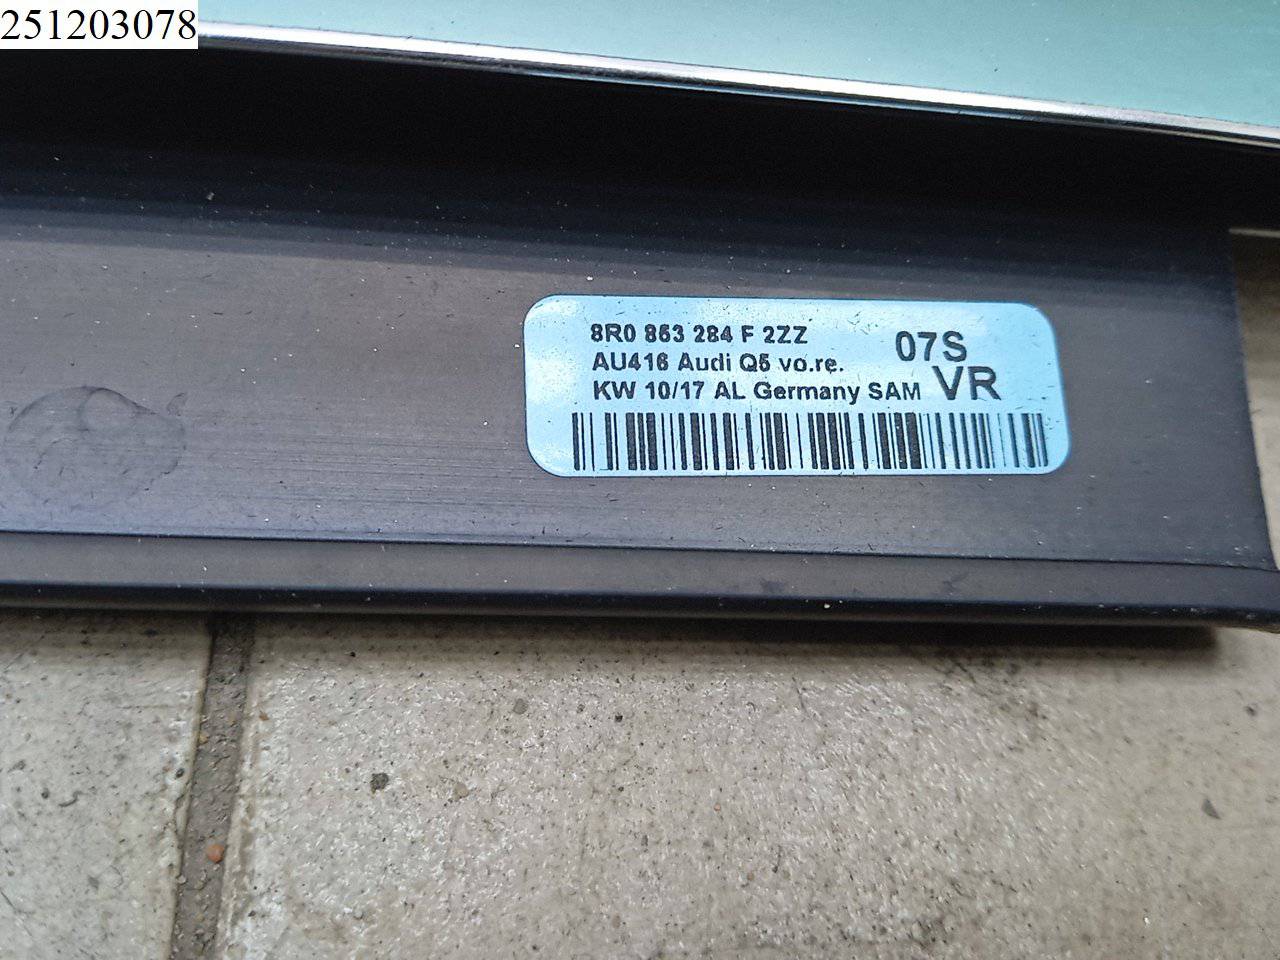 251203078
8R0 853 284 F 2ZZ
AU416 Audi Q5 vo.re.
KW 10/17 AL Germany SAM
07S
VR